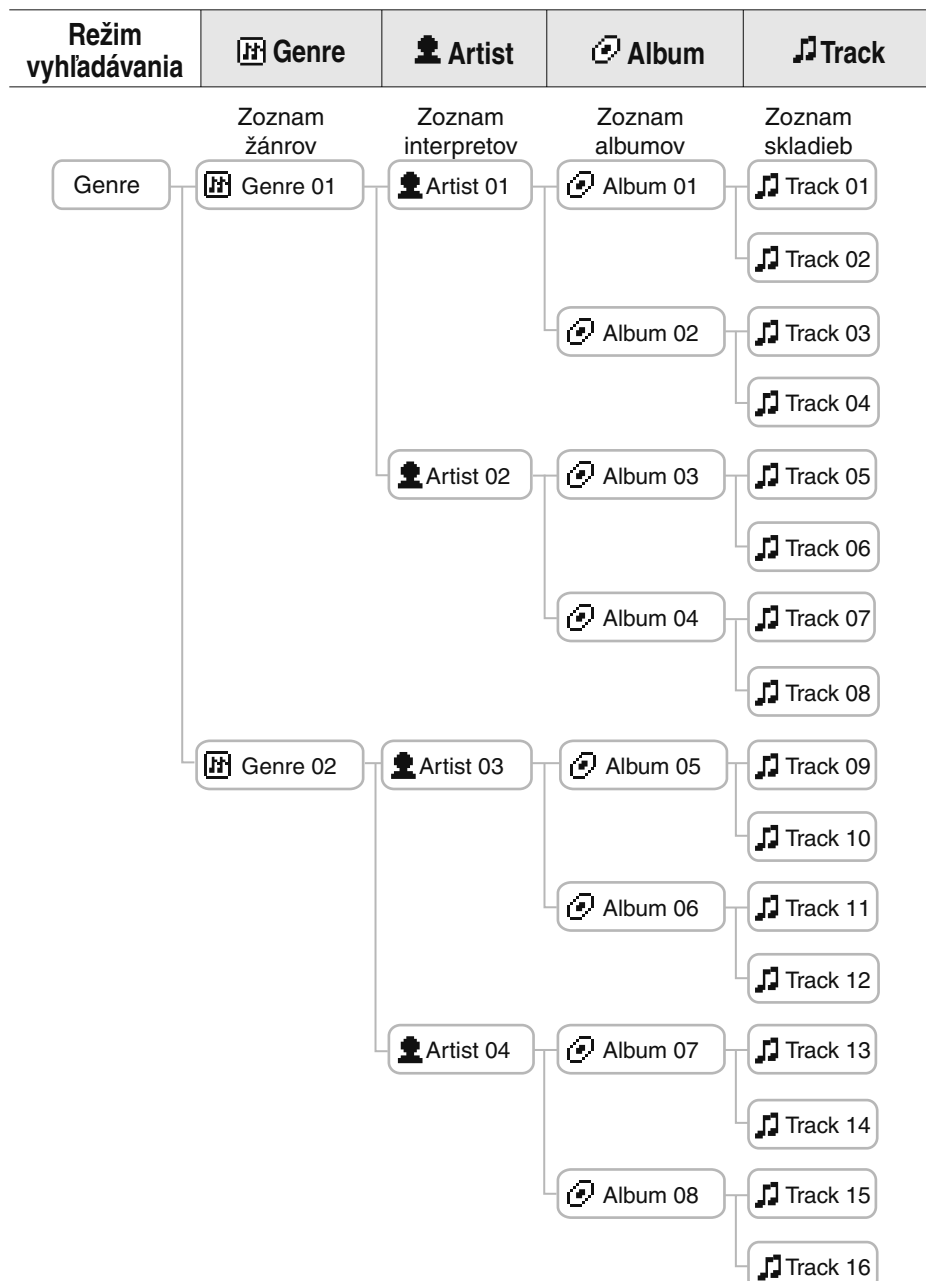 Režim
vyhľadávania
Genre
Artist
Album
Track
Zoznam
žánrov
Zoznam
interpretov
Zoznam
albumov
Zoznam
skladieb
Genre
Genre 01
Artist 01
Album 01
Track 01
Track 02
Album 02
Track 03
Track 04
Artist 02
Album 03
Track 05
Track 06
Album 04
Track 07
Track 08
Genre 02
Artist 03
Album 05
Track 09
Track 10
Album 06
Track 11
Track 12
Artist 04
Album 07
Track 13
Track 14
Album 08
Track 15
Track 16